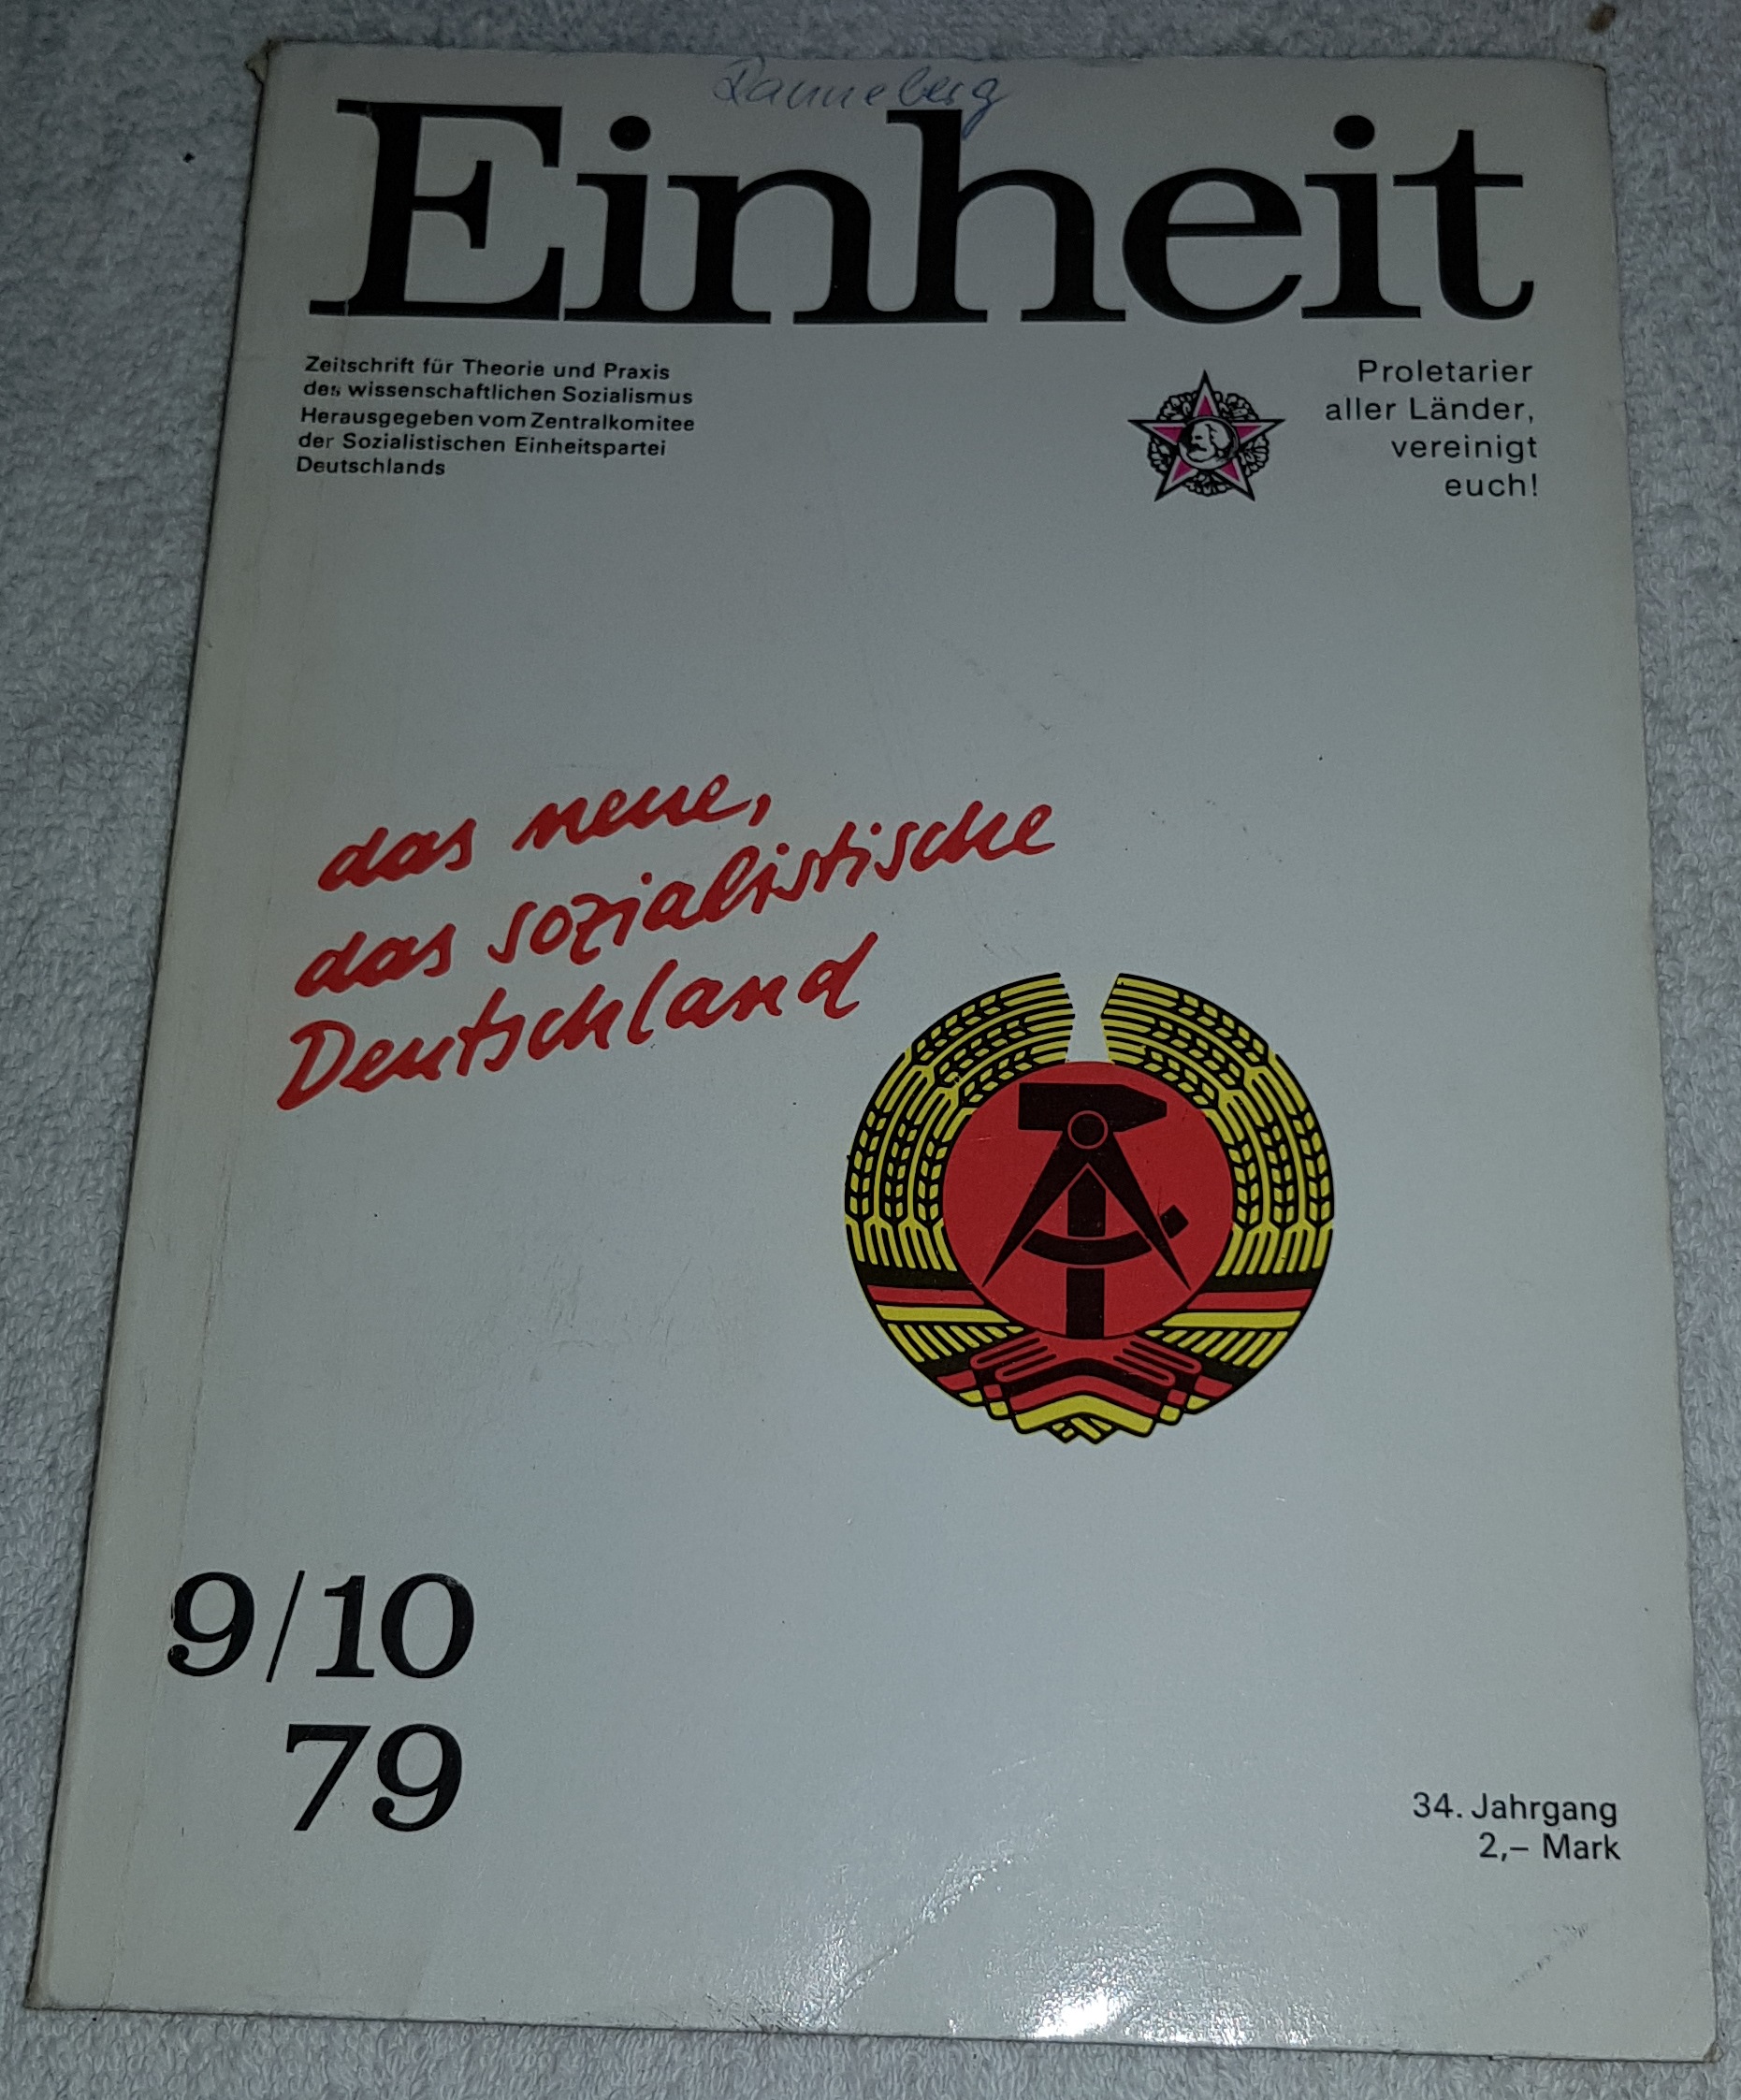 Ranneberg
Einheit
Zeitschrift für Theorie und Praxis
des wissenschaftlichen Sozialismus
Herausgegeben vom Zentralkomitee
der Sozialistischen Einheitspartei
Deutschlands
Proletarier
aller Länder,
vereinigt
euch!
das neue,
das sozialistische
Deutschland
9/10
79
34. Jahrgang
2,– Mark